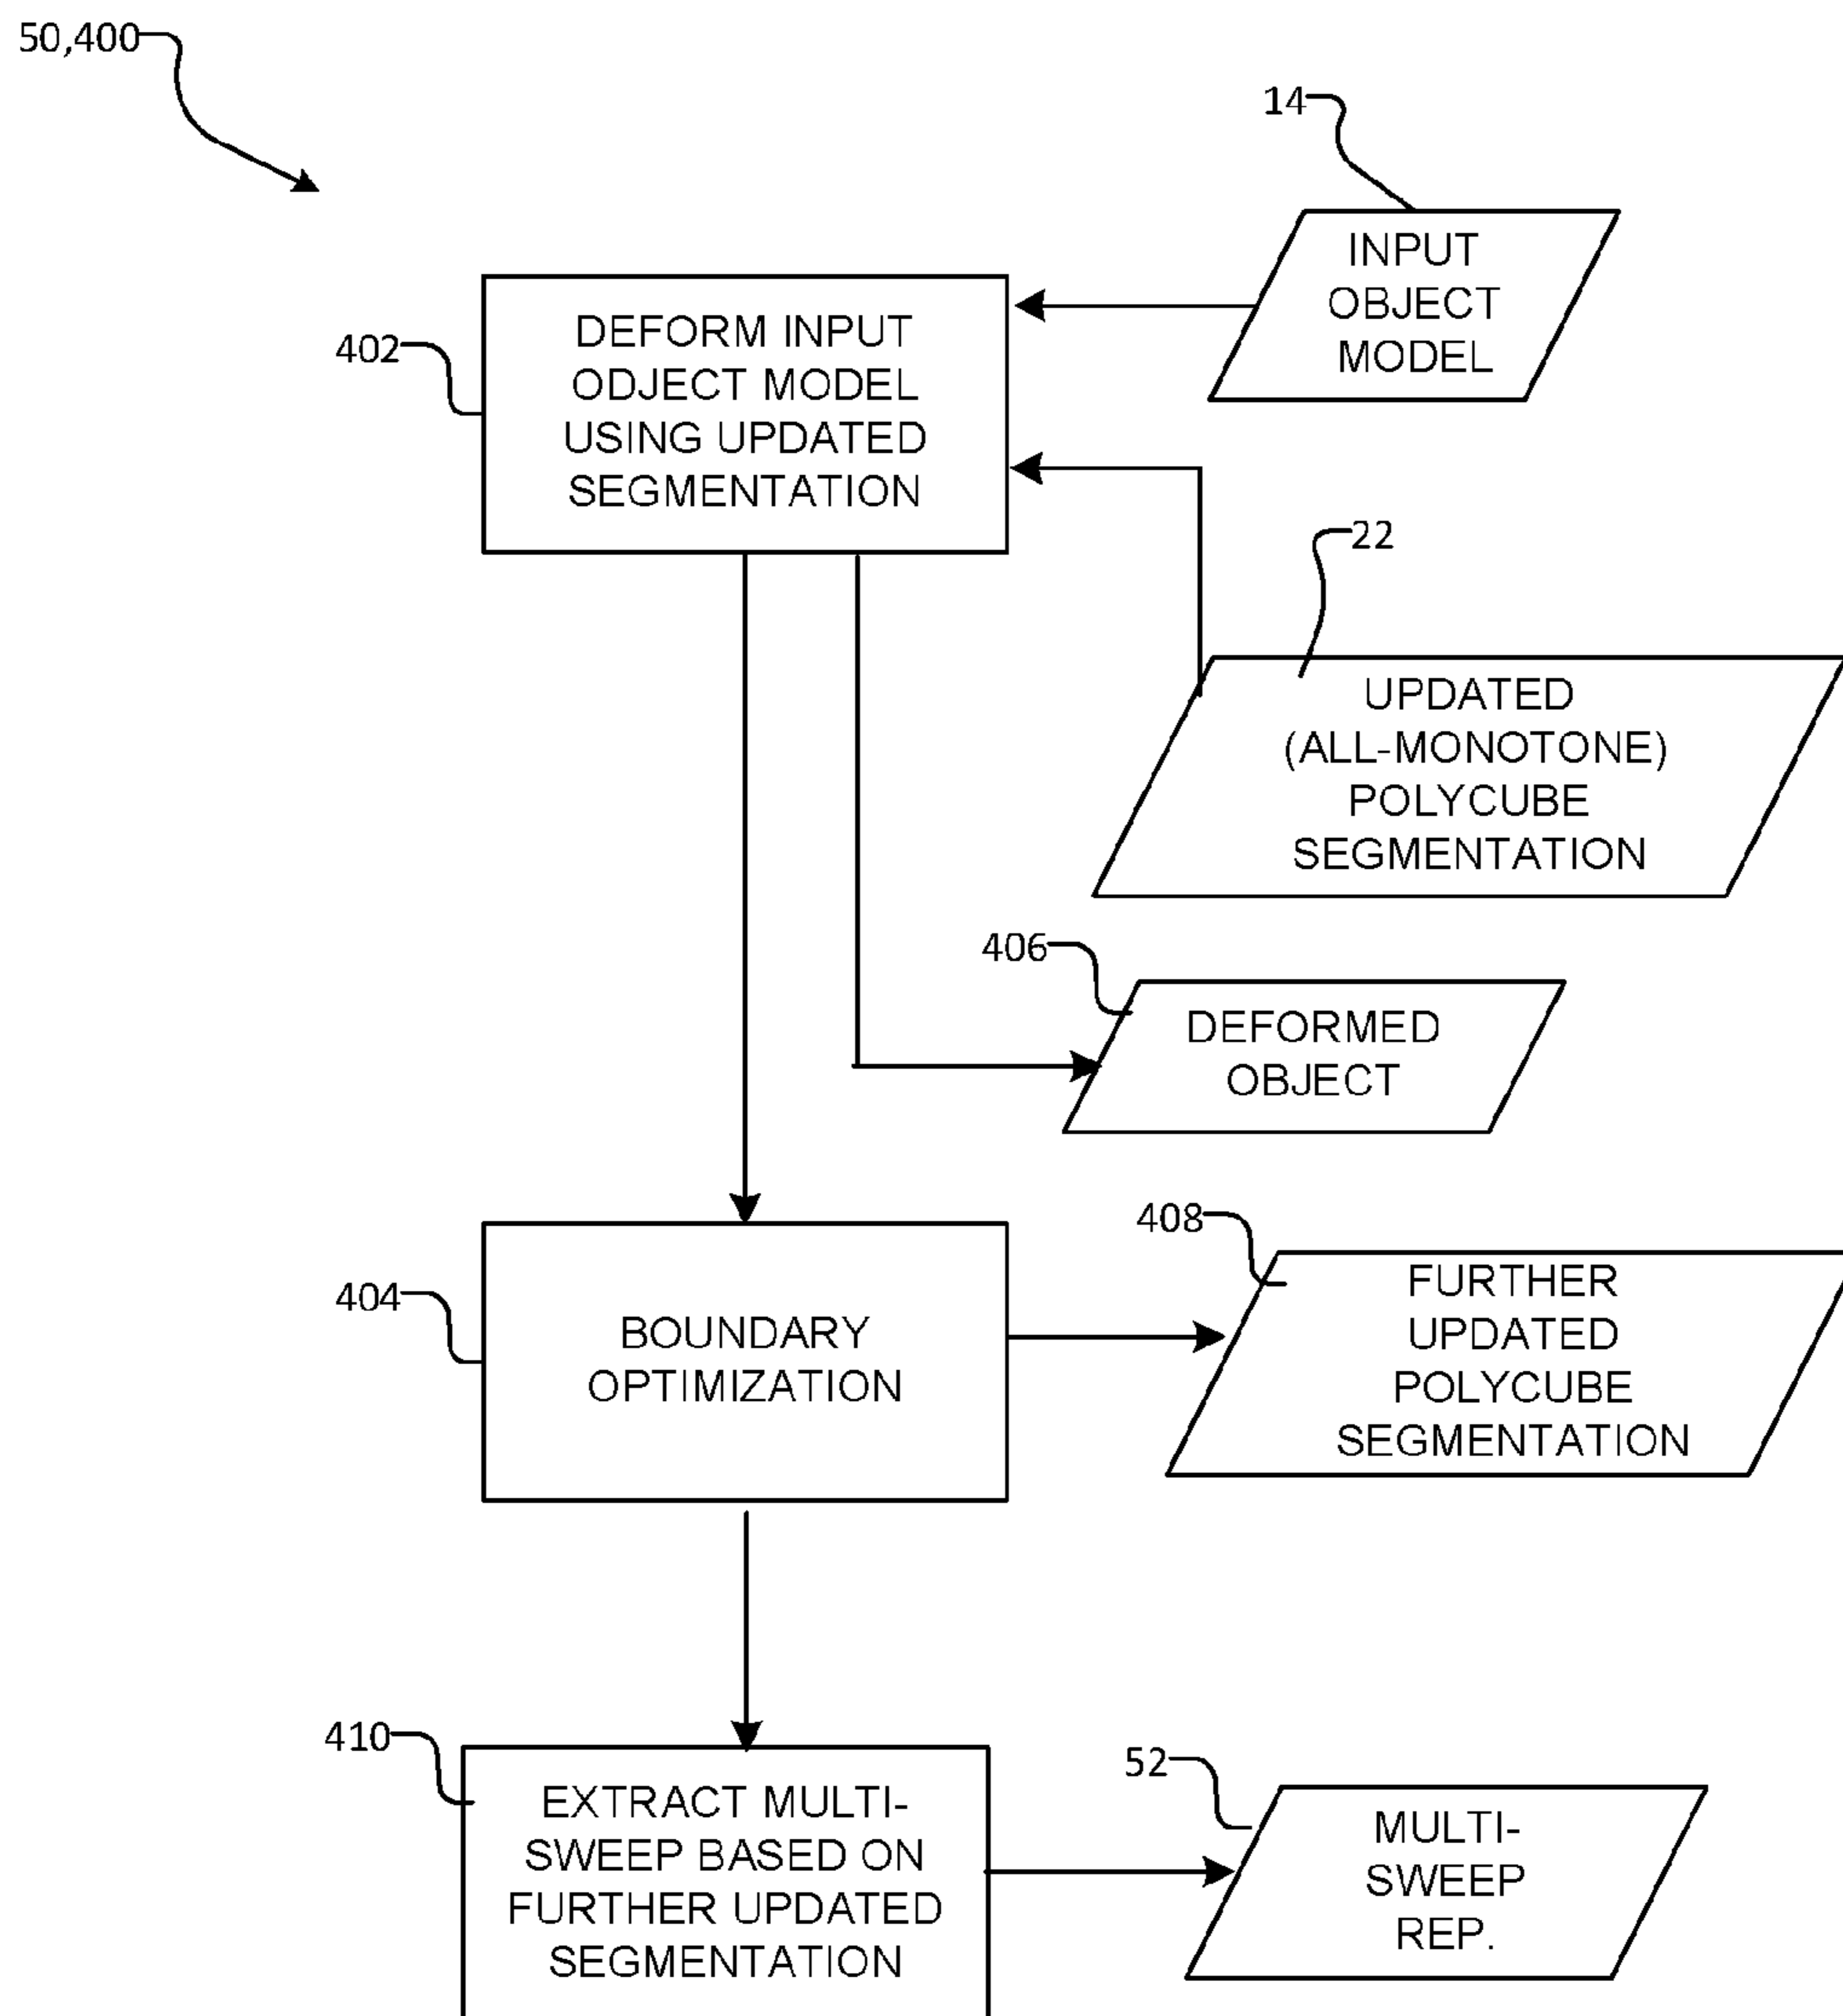 50,400
14
INPUT
OBJECT
MODEL
402
DEFORM INPUT
ODJECT MODEL
USING UPDATED
SEGMENTATION
22
UPDATED
(ALL-MONOTONE)
POLYCUBE
SEGMENTATION
406
DEFORMED
OBJECT
404
BOUNDARY
OPTIMIZATION
408
FURTHER
UPDATED
POLYCUBE
SEGMENTATION
410
EXTRACT MULTI-
SWEEP BASED ON
FURTHER UPDATED
SEGMENTATION
52
MULTI-
SWEEP
REP.